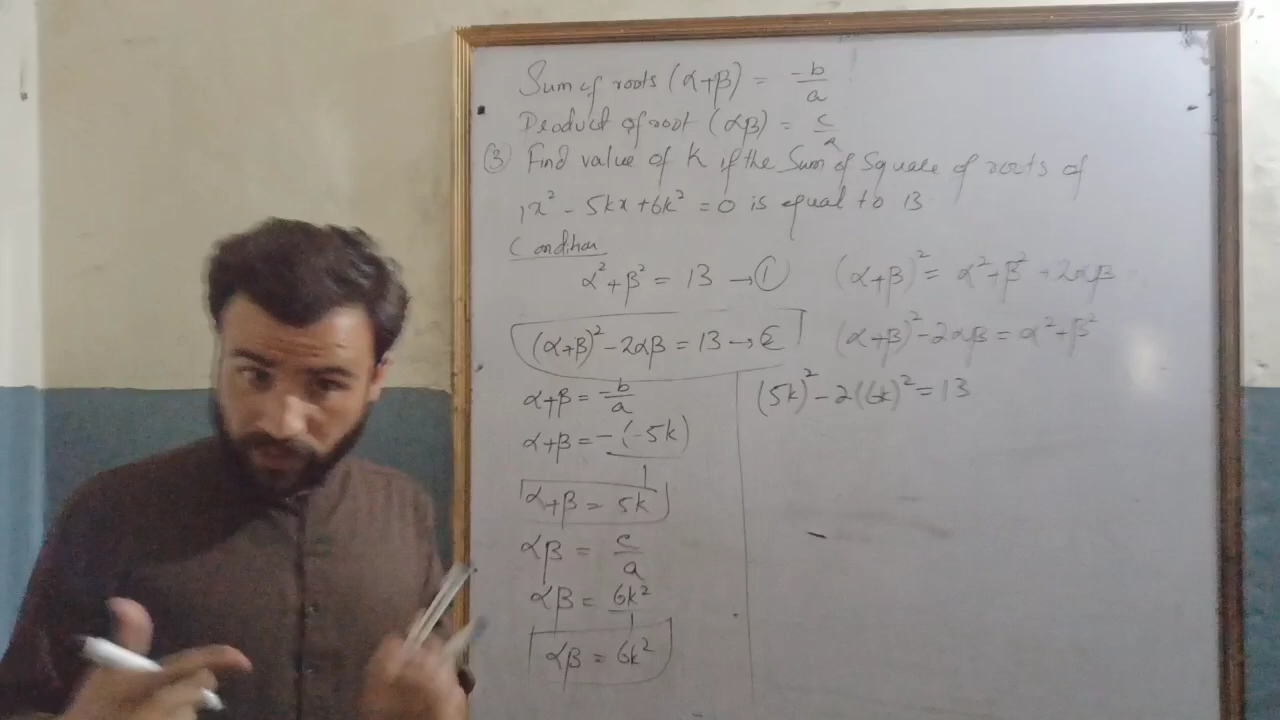 Sum of roots (α+β) = -b/a
Product of root (αβ) = c/a
③ Find value of K if the Sum of Square of roots of
1x² - 5kx + 6k² = 0 is equal to 13
Condition
α² + β² = 13 → ①
(α+β)² = α² + β² + 2αβ
(α+β)² - 2αβ = 13 →
(α+β)² - 2αβ = α² + β²
α+β = -b/a
α+β = -(-5k)/1
α+β = 5k
αβ = c/a
αβ = 6k²/1
αβ = 6k²
(5k)² - 2(6k)² = 13